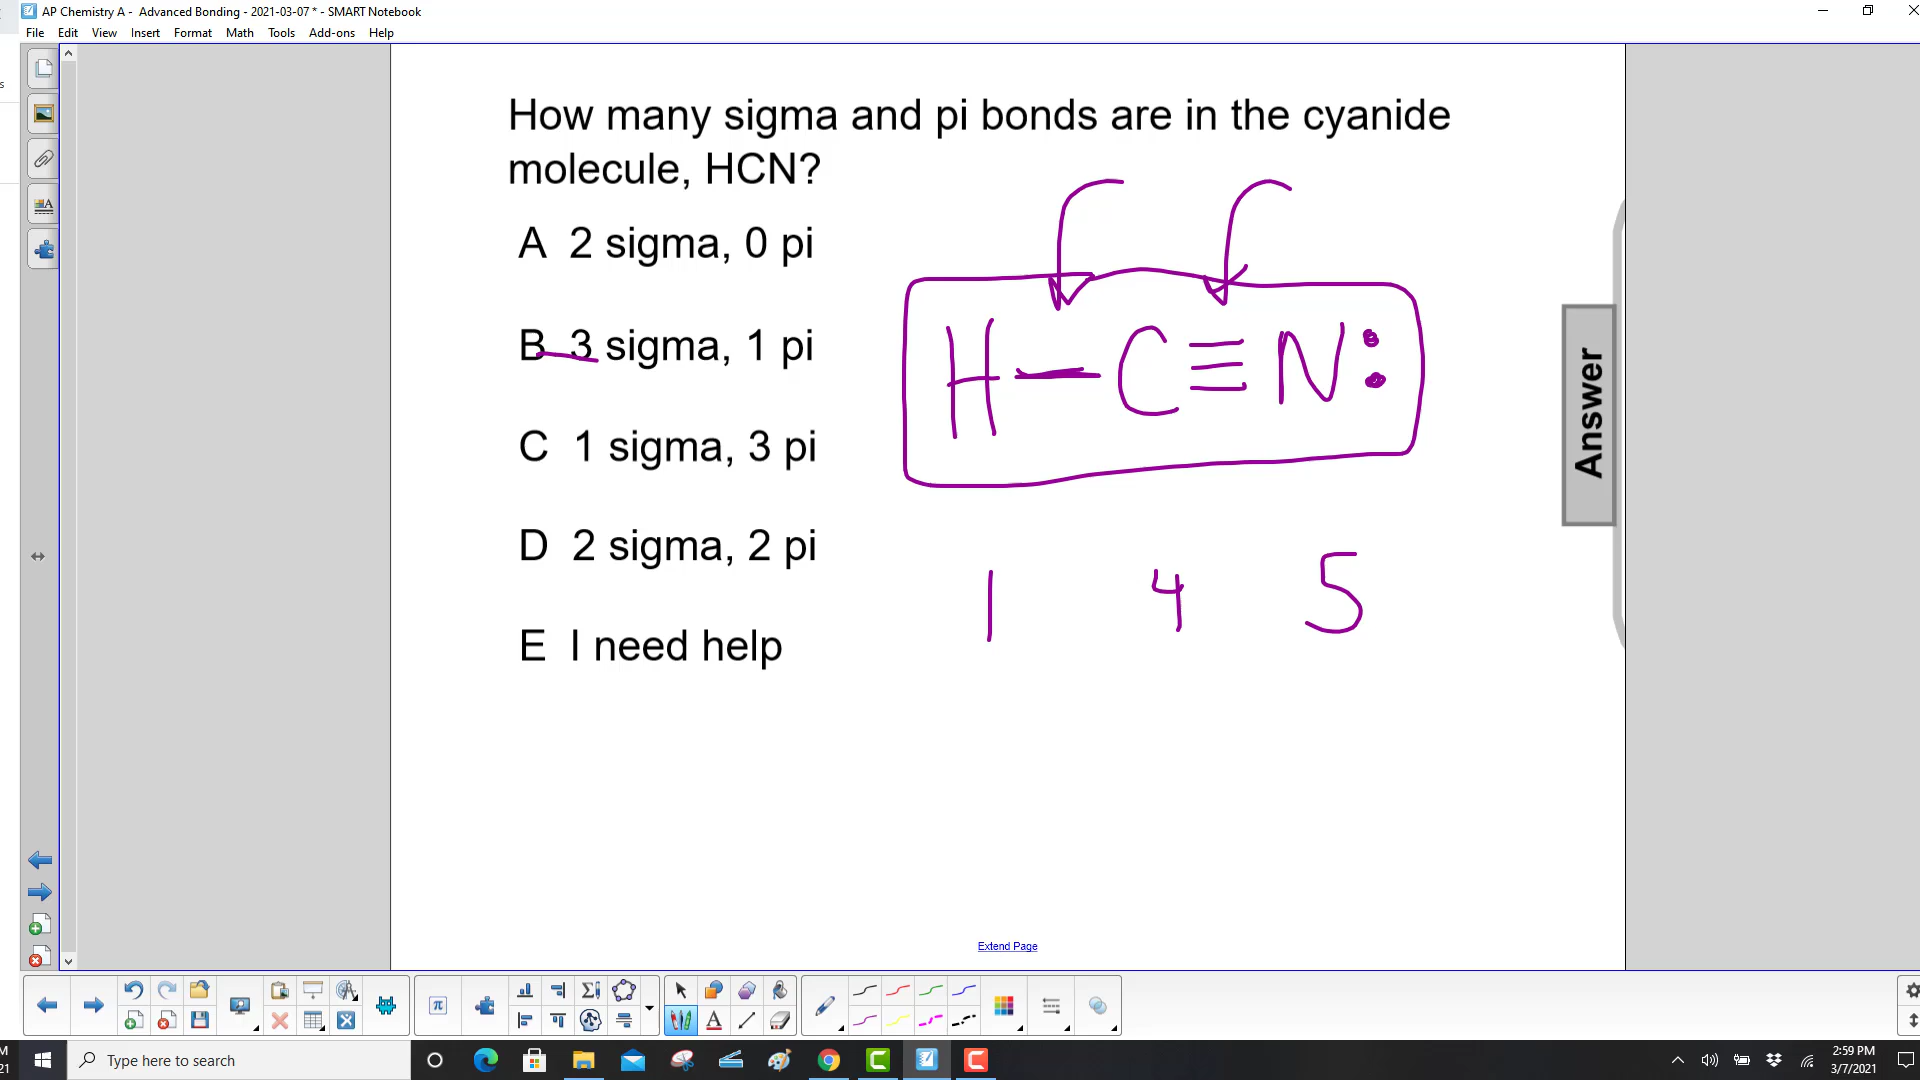 AP Chemistry A - Advanced Bonding - 2021-03-07 * - SMART Notebook
File Edit View Insert Format Math Tools Add-ons Help
How many sigma and pi bonds are in the cyanide
molecule, HCN?
A 2 sigma, 0 pi
B 3 sigma, 1 pi
C 1 sigma, 3 pi
D 2 sigma, 2 pi
E I need help
H — C ≡ N :
1 4 5
Answer
Extend Page
Type here to search
2:59 PM
3/7/2021